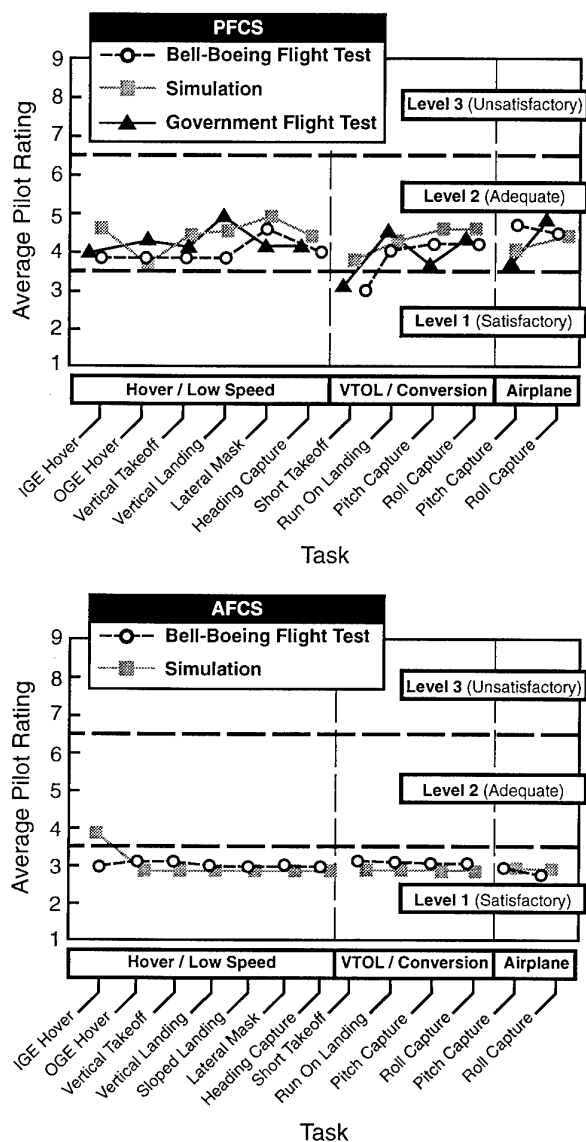 PFCS
Bell-Boeing Flight Test
Simulation
Government Flight Test
9
8
7
6
5
4
3
2
1
Average Pilot Rating
Level 3 (Unsatisfactory)
Level 2 (Adequate)
Level 1 (Satisfactory)
Hover / Low Speed
VTOL / Conversion
Airplane
IGE Hover
OGE Hover
Vertical Takeoff
Vertical Landing
Lateral Mask
Heading Capture
Short Takeoff
Run On Landing
Pitch Capture
Roll Capture
Pitch Capture
Roll Capture
Task
AFCS
Bell-Boeing Flight Test
Simulation
9
8
7
6
5
4
3
2
1
Average Pilot Rating
Level 3 (Unsatisfactory)
Level 2 (Adequate)
Level 1 (Satisfactory)
Hover / Low Speed
VTOL / Conversion
Airplane
IGE Hover
OGE Hover
Vertical Takeoff
Vertical Landing
Sloped Landing
Lateral Mask
Heading Capture
Short Takeoff
Run On Landing
Pitch Capture
Roll Capture
Pitch Capture
Roll Capture
Task